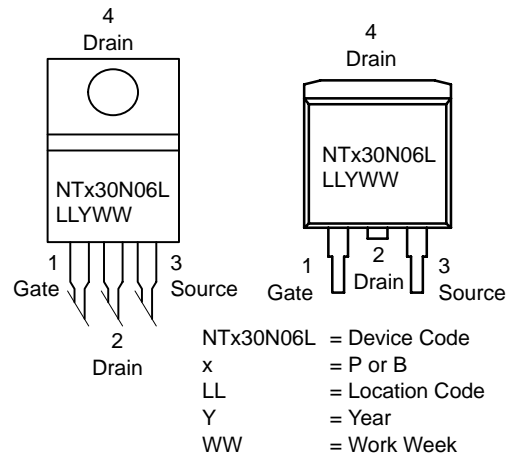 4
Drain
NTx30N06L
LLYWW
1
Gate
3
Source
2
Drain
4
Drain
NTx30N06L
LLYWW
1
Gate
2
Drain
3
Source
NTx30N06L = Device Code
x = P or B
LL = Location Code
Y = Year
WW = Work Week